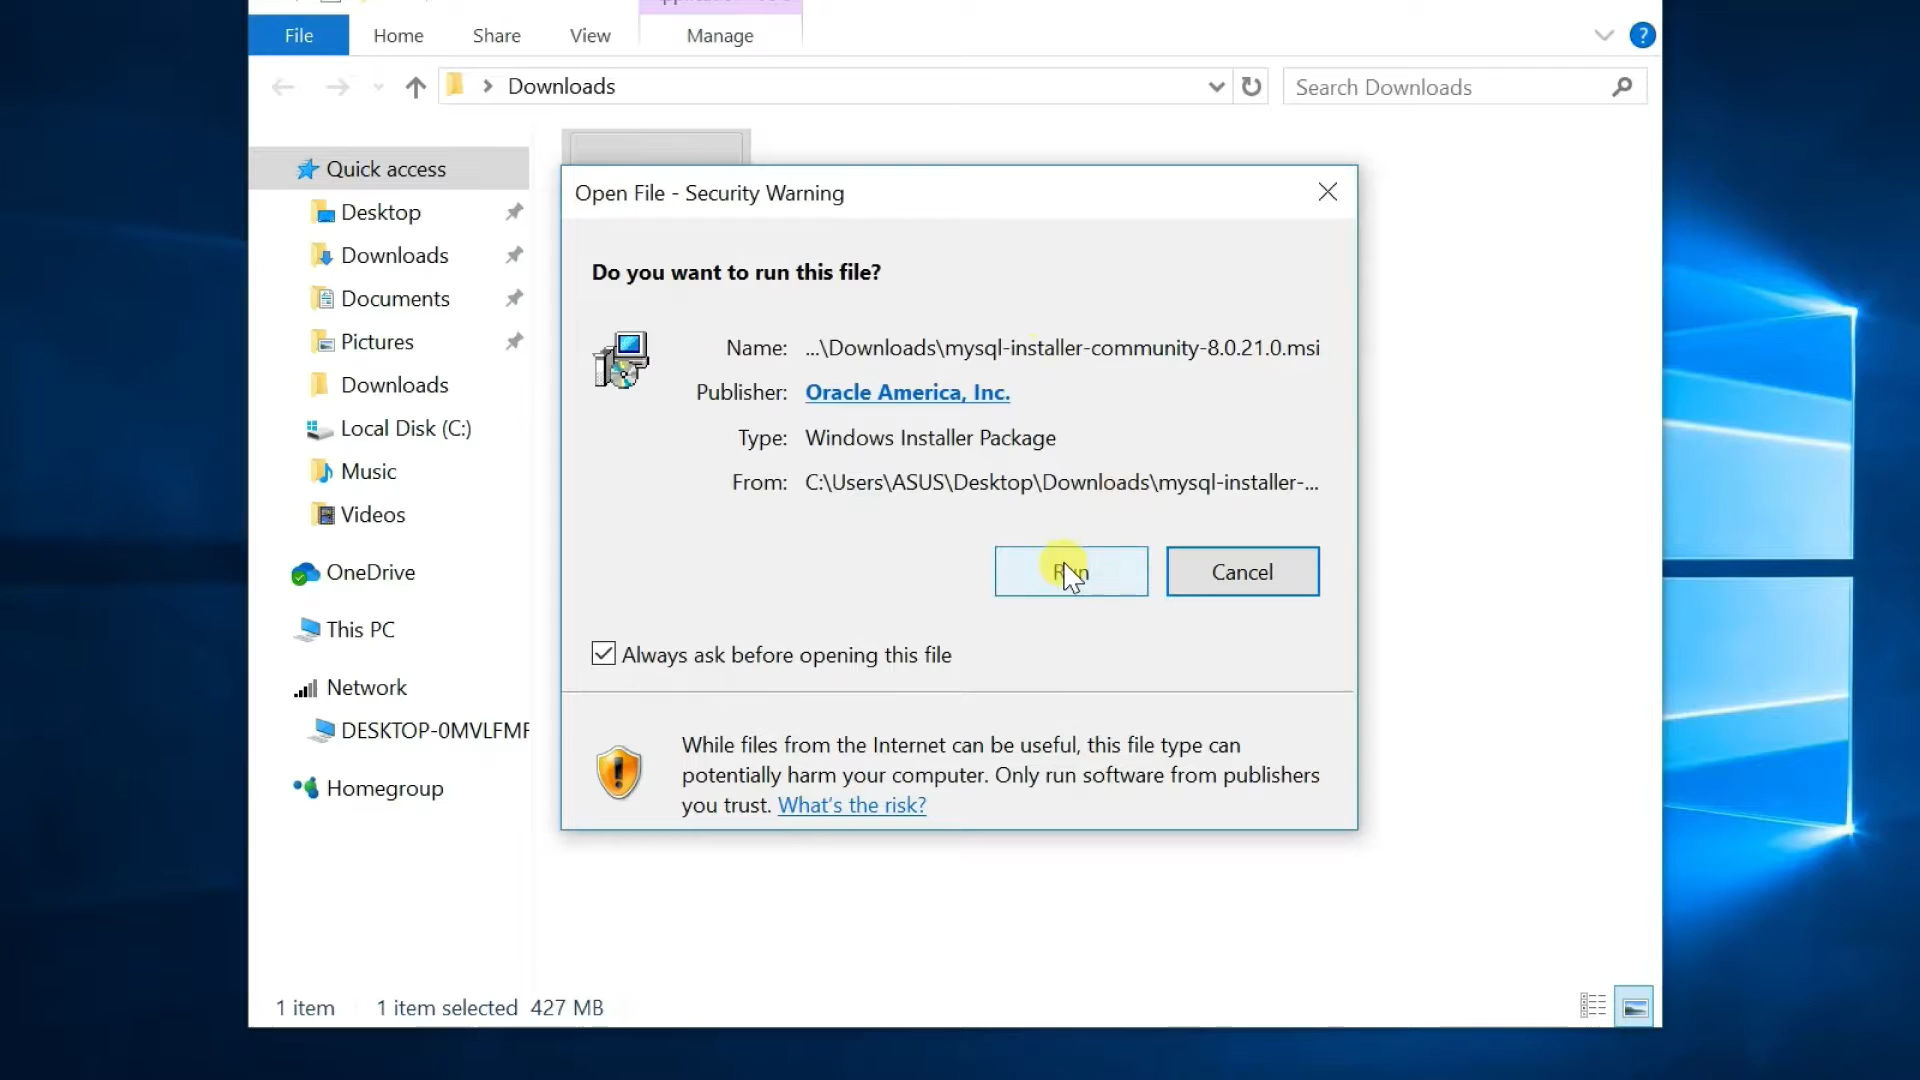 File
Home
Share
View
Manage
?
Downloads
Search Downloads
Quick access
Desktop
Downloads
Documents
Pictures
Downloads
Local Disk (C:)
Music
Videos
OneDrive
This PC
Network
DESKTOP-0MVLFMF
Homegroup
Open File - Security Warning
Do you want to run this file?
Name: ...\Downloads\mysql-installer-community-8.0.21.0.msi
Publisher: Oracle America, Inc.
Type: Windows Installer Package
From: C:\Users\ASUS\Desktop\Downloads\mysql-installer-...
Run
Cancel
Always ask before opening this file
While files from the Internet can be useful, this file type can
potentially harm your computer. Only run software from publishers
you trust. What's the risk?
1 item
1 item selected 427 MB